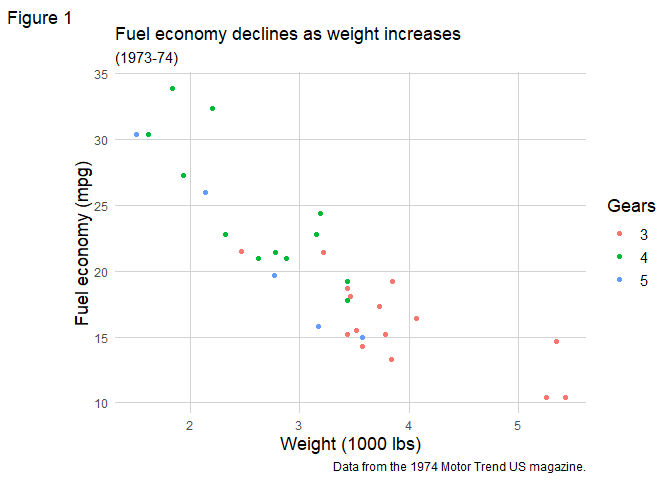 Figure 1
Fuel economy declines as weight increases
(1973-74)
Fuel economy (mpg)
35
30
25
20
15
10
2
3
4
5
Weight (1000 lbs)
Gears
3
4
5
Data from the 1974 Motor Trend US magazine.